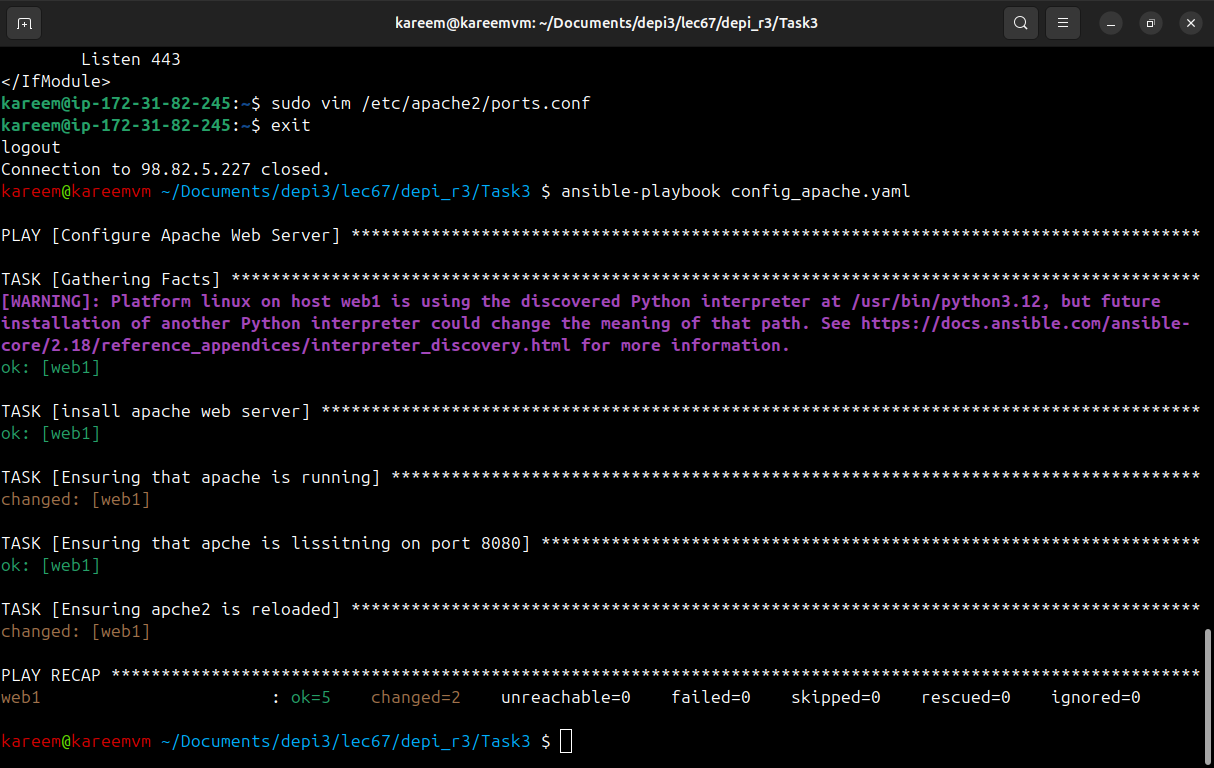 kareem@kareemvm: ~/Documents/depi3/lec67/depi_r3/Task3
        Listen 443
</IfModule>
kareem@ip-172-31-82-245:~$ sudo vim /etc/apache2/ports.conf
kareem@ip-172-31-82-245:~$ exit
logout
Connection to 98.82.5.227 closed.
kareem@kareemvm ~/Documents/depi3/lec67/depi_r3/Task3 $ ansible-playbook config_apache.yaml
PLAY [Configure Apache Web Server] *************************************************************************************
TASK [Gathering Facts] *************************************************************************************************
[WARNING]: Platform linux on host web1 is using the discovered Python interpreter at /usr/bin/python3.12, but future
installation of another Python interpreter could change the meaning of that path. See https://docs.ansible.com/ansible-
core/2.18/reference_appendices/interpreter_discovery.html for more information.
ok: [web1]
TASK [insall apache web server] ****************************************************************************************
ok: [web1]
TASK [Ensuring that apache is running] *********************************************************************************
changed: [web1]
TASK [Ensuring that apche is lissitning on port 8080] ******************************************************************
ok: [web1]
TASK [Ensuring apche2 is reloaded] *************************************************************************************
changed: [web1]
PLAY RECAP *************************************************************************************************************
web1                       : ok=5    changed=2    unreachable=0    failed=0    skipped=0    rescued=0    ignored=0
kareem@kareemvm ~/Documents/depi3/lec67/depi_r3/Task3 $